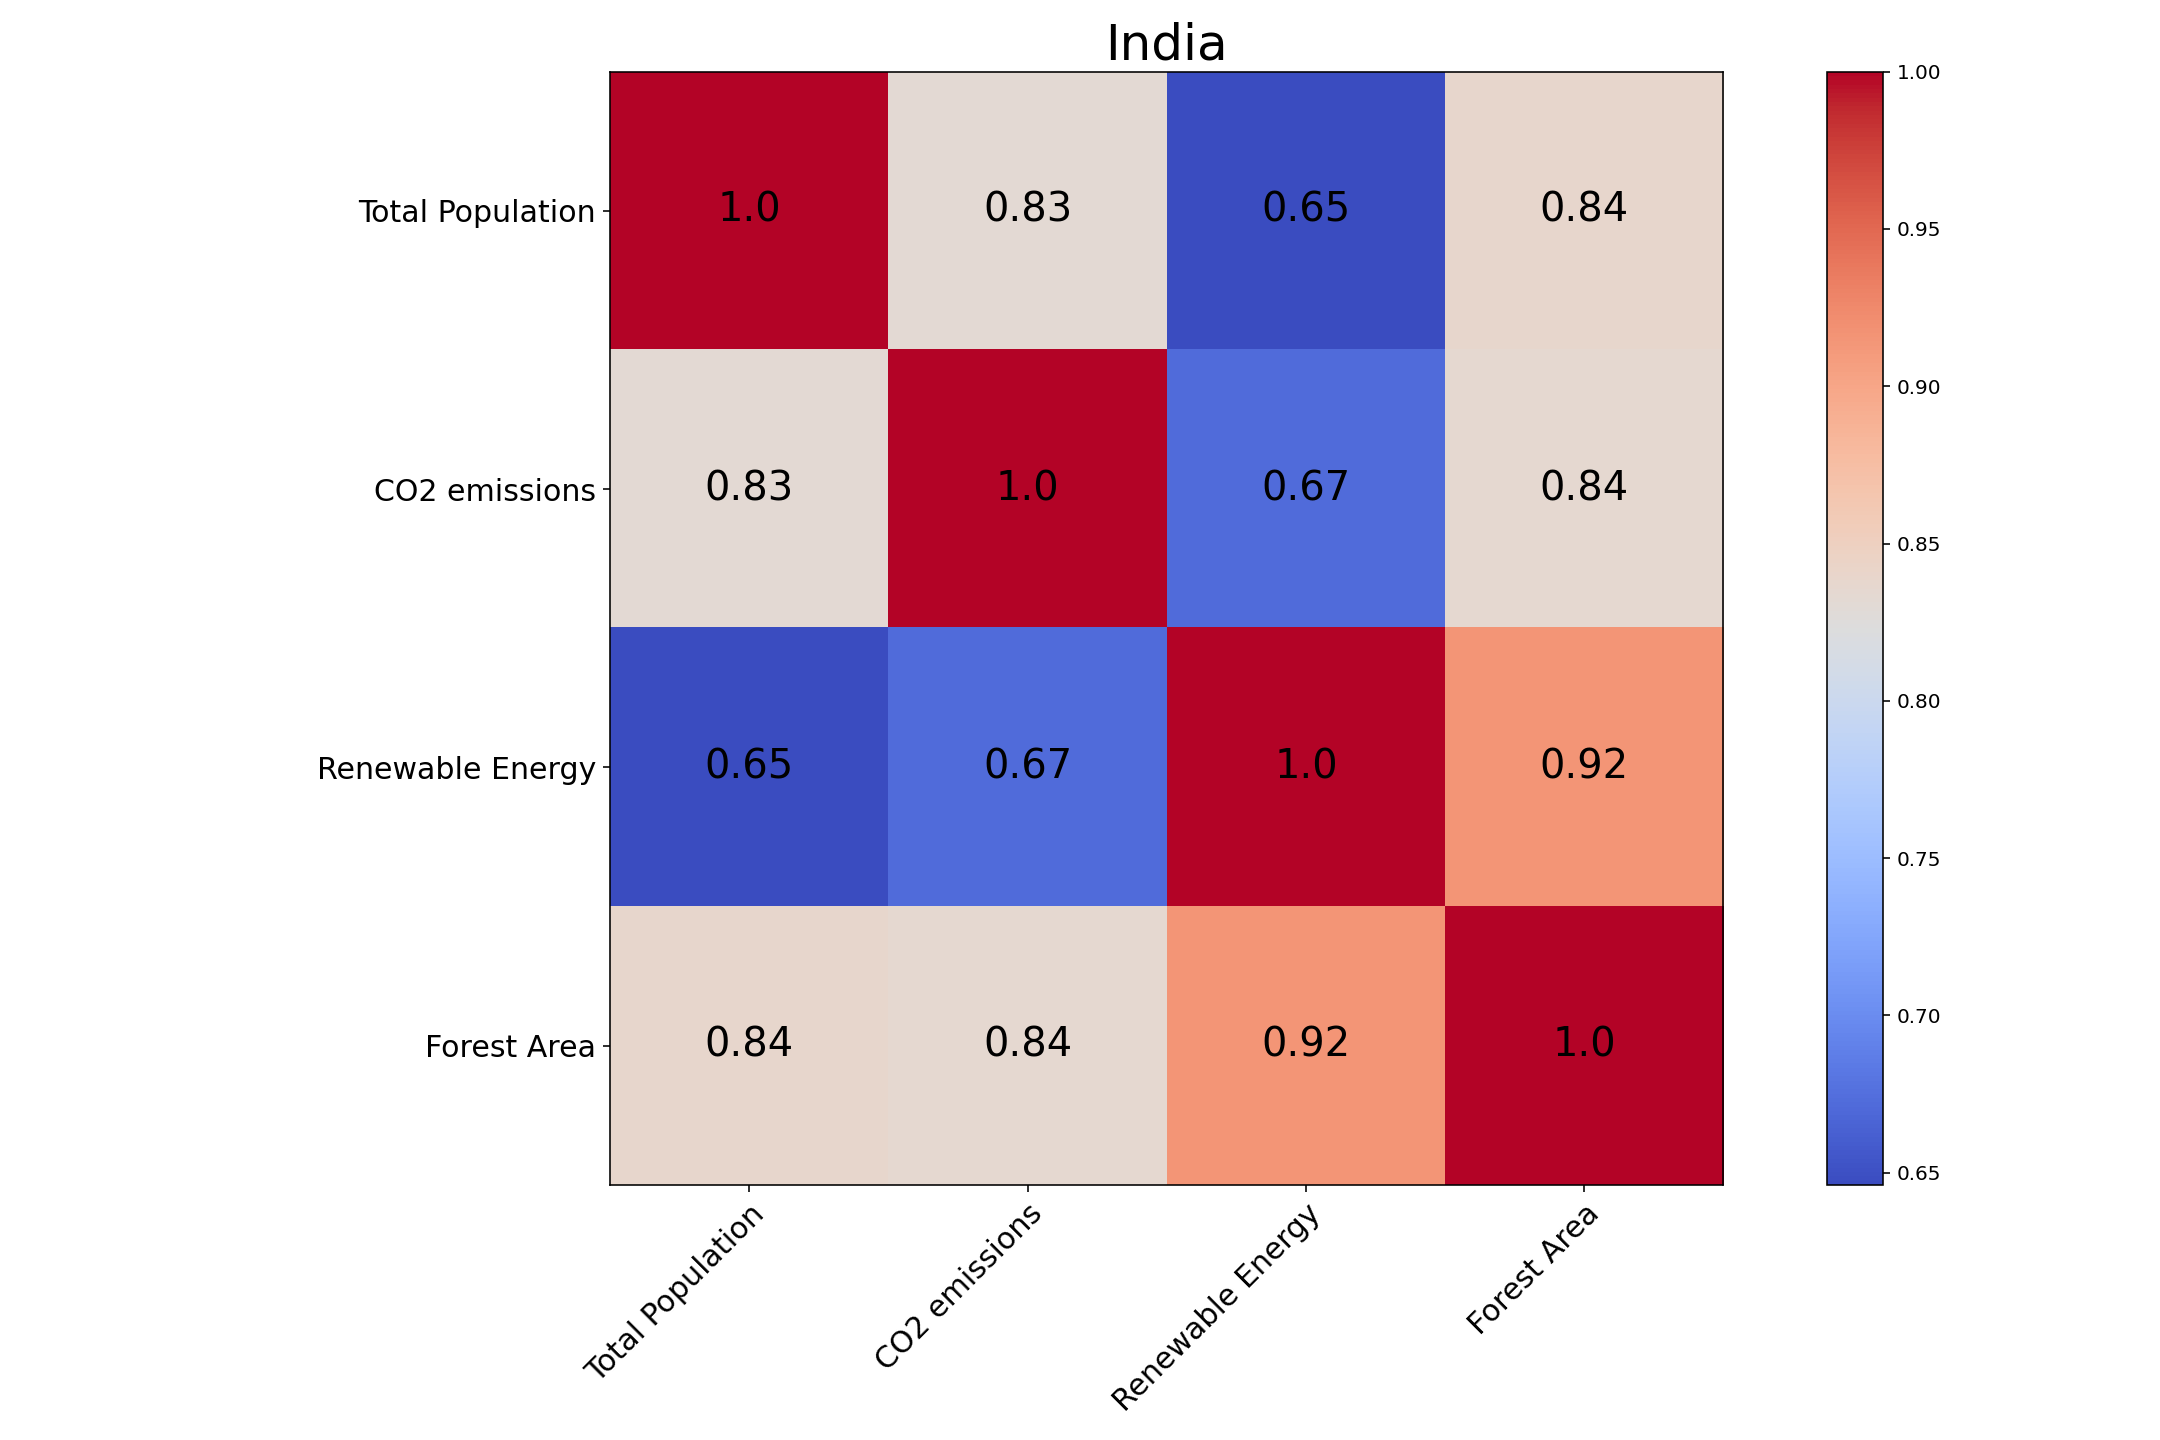 India
Total Population
1.0 0.83 0.65 0.84
CO2 emissions
0.83 1.0 0.67 0.84
Renewable Energy
0.65 0.67 1.0 0.92
Forest Area
0.84 0.84 0.92 1.0
Total Population
CO2 emissions
Renewable Energy
Forest Area
1.00
0.95
0.90
0.85
0.80
0.75
0.70
0.65